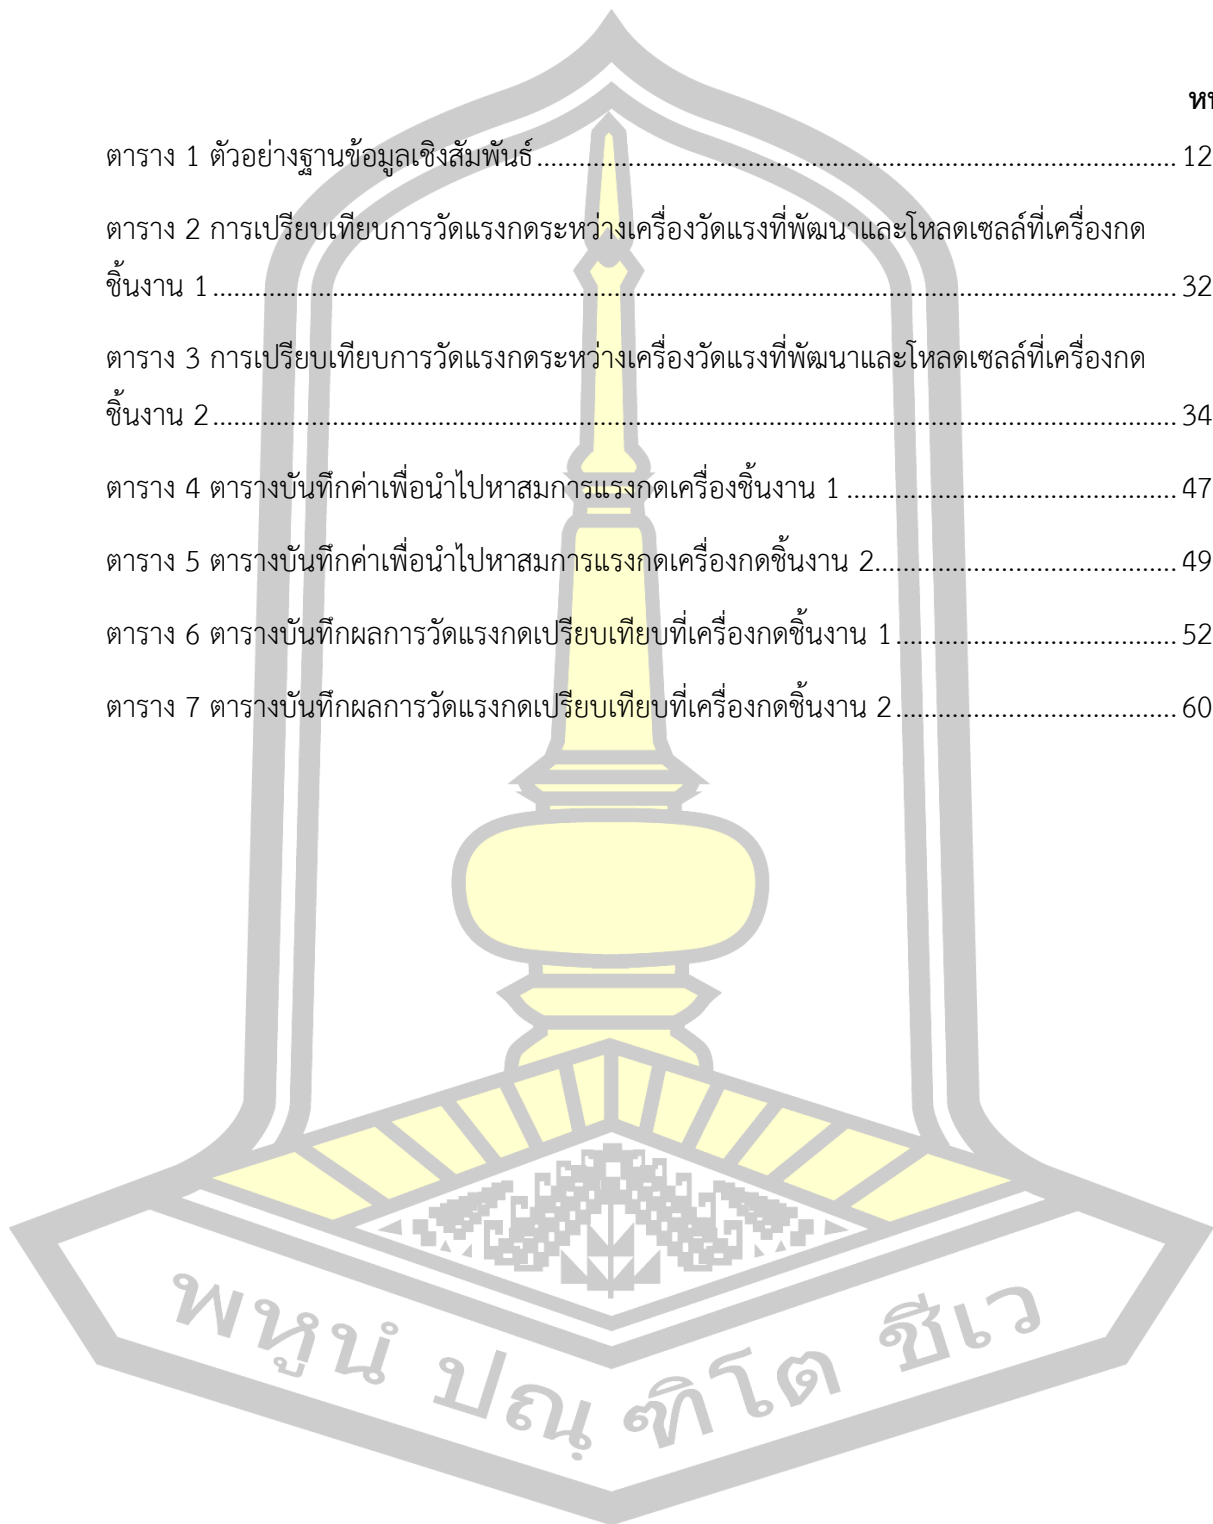 ตาราง 1 ตัวอย่างฐานข้อมูลเชิงสัมพันธ์ 12
ตาราง 2 การเปรียบเทียบการวัดแรงกดระหว่างเครื่องวัดแรงที่พัฒนาและโหลดเซลล์ที่เครื่องกด
ชิ้นงาน 1 32
ตาราง 3 การเปรียบเทียบการวัดแรงกดระหว่างเครื่องวัดแรงที่พัฒนาและโหลดเซลล์ที่เครื่องกด
ชิ้นงาน 2 34
ตาราง 4 ตารางบันทึกค่าเพื่อนำไปหาสมการแรงกดเครื่องชิ้นงาน 1 47
ตาราง 5 ตารางบันทึกค่าเพื่อนำไปหาสมการแรงกดเครื่องกดชิ้นงาน 2 49
ตาราง 6 ตารางบันทึกผลการวัดแรงกดเปรียบเทียบที่เครื่องกดชิ้นงาน 1 52
ตาราง 7 ตารางบันทึกผลการวัดแรงกดเปรียบเทียบที่เครื่องกดชิ้นงาน 2 60
พหูนํ ปณฺฑิโต ชีเว